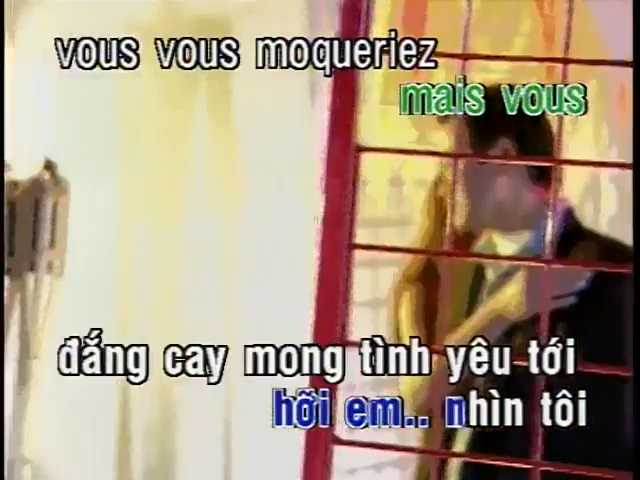 vous vous moqueriez
mais vous
đắng cay mong tình yêu tới
hỡi em.. nhìn tôi